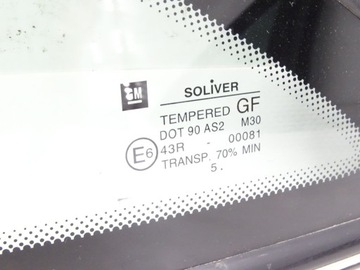 GM
SOLIVER
TEMPERED GF
DOT 90 AS2 M30
E6 43R - 00081
TRANSP. 70% MIN
5.